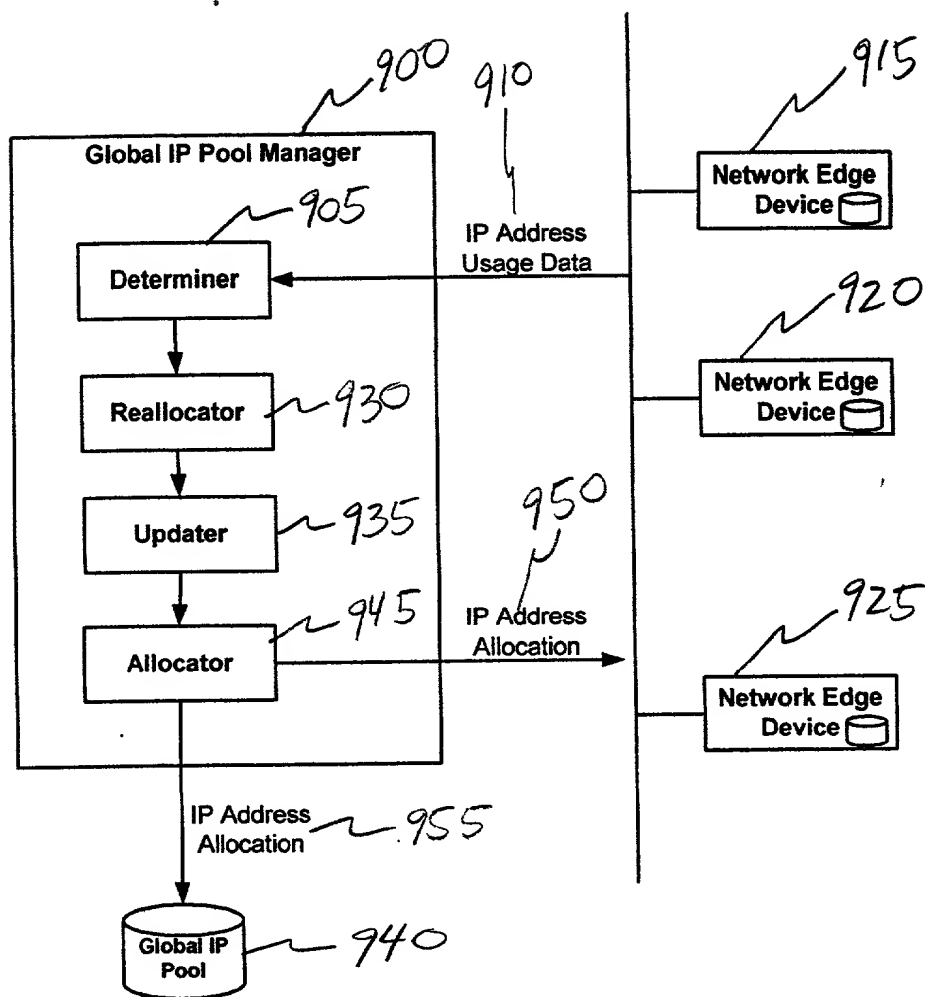 900
910
915
Global IP Pool Manager
Network Edge
Device
905
IP Address
Usage Data
Determiner
920
Reallocator
930
Network Edge
Device
Updater
935
950
945
IP Address
Allocation
925
Allocator
Network Edge
Device
IP Address
Allocation
955
Global IP
Pool
940